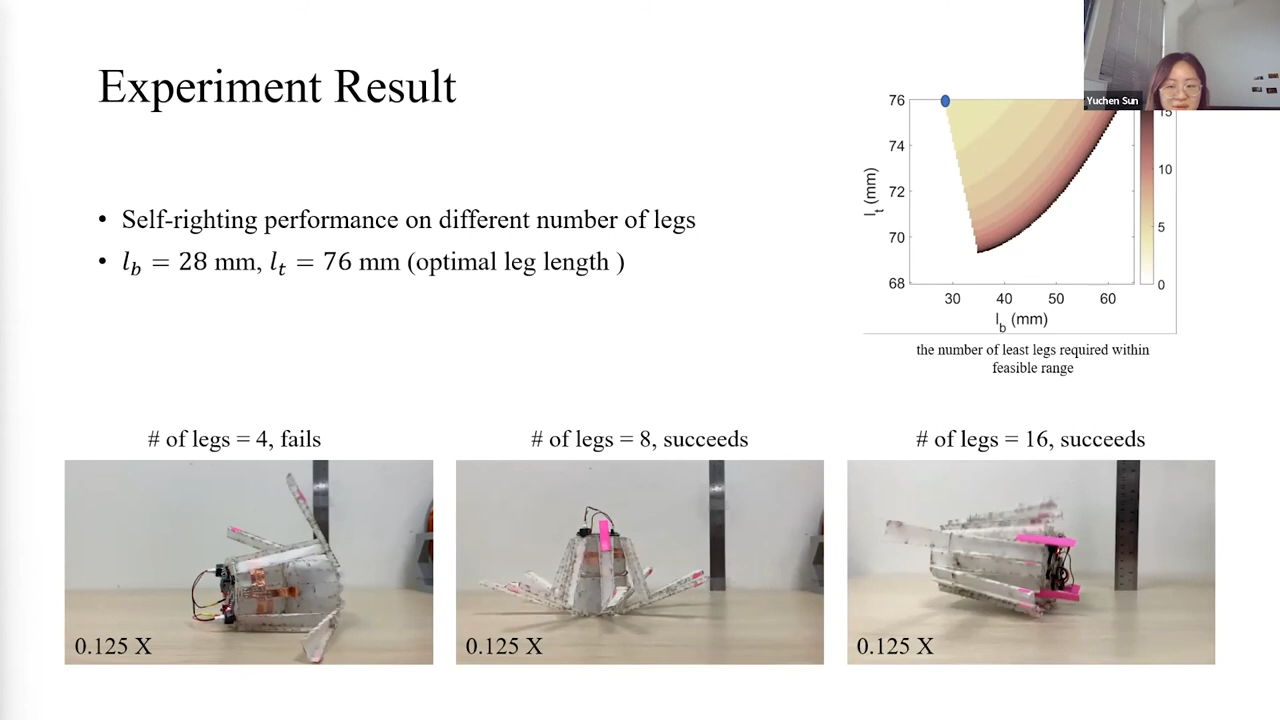 Experiment Result
Yuchen Sun
• Self-righting performance on different number of legs
• l_b = 28 mm, l_t = 76 mm (optimal leg length )
76
74
72
70
68
l_t (mm)
30 40 50 60
l_b (mm)
15
10
5
0
the number of least legs required within
feasible range
# of legs = 4, fails
# of legs = 8, succeeds
# of legs = 16, succeeds
0.125 X
0.125 X
0.125 X